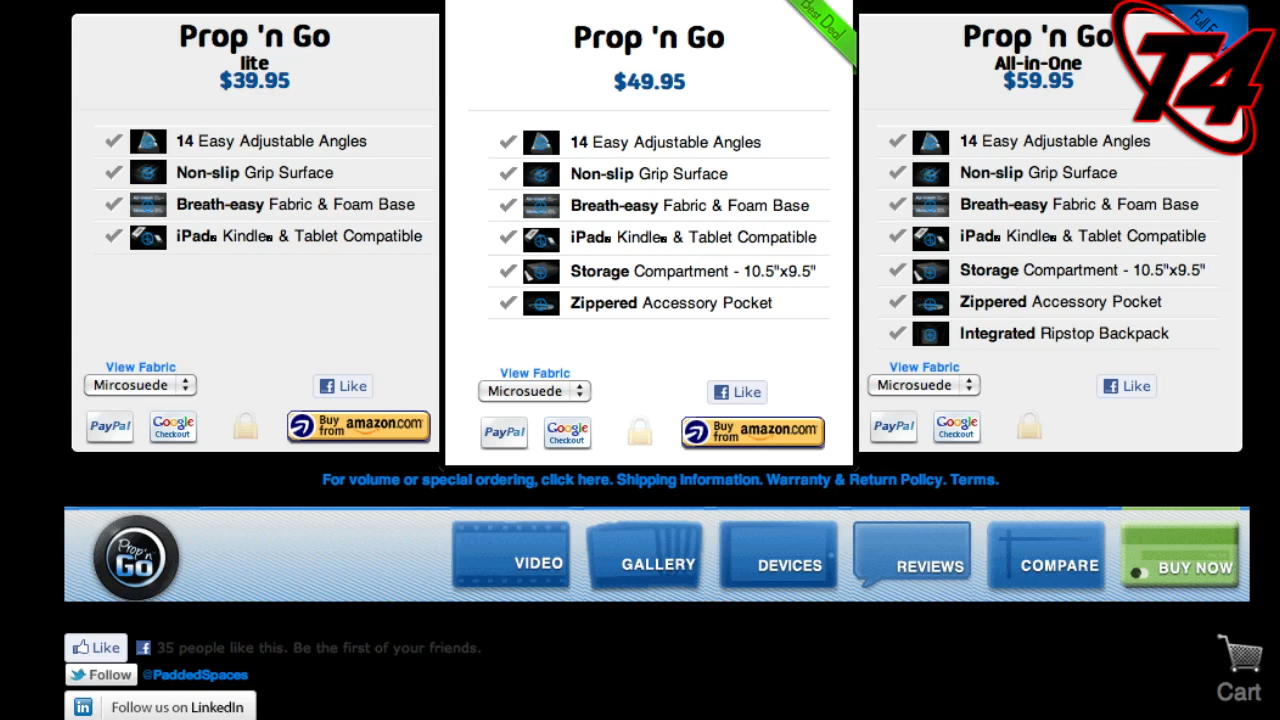 Prop 'n Go
lite
$39.95
14 Easy Adjustable Angles
Non-slip Grip Surface
Breath-easy Fabric & Foam Base
iPads, Kindles, & Tablet Compatible
View Fabric
Mircosuede
Like
PayPal
Google Checkout
Buy from amazon.com
Best Deal
Prop 'n Go
$49.95
14 Easy Adjustable Angles
Non-slip Grip Surface
Breath-easy Fabric & Foam Base
iPads, Kindles, & Tablet Compatible
Storage Compartment - 10.5"x9.5"
Zippered Accessory Pocket
View Fabric
Microsuede
Like
PayPal
Google Checkout
Buy from amazon.com
Full
T4
Prop 'n Go
All-in-One
$59.95
14 Easy Adjustable Angles
Non-slip Grip Surface
Breath-easy Fabric & Foam Base
iPads, Kindles, & Tablet Compatible
Storage Compartment - 10.5"x9.5"
Zippered Accessory Pocket
Integrated Ripstop Backpack
View Fabric
Microsuede
Like
PayPal
Google Checkout
For volume or special ordering, click here. Shipping Information. Warranty & Return Policy. Terms.
Prop 'n GO
VIDEO
GALLERY
DEVICES
REVIEWS
COMPARE
BUY NOW
Like
35 people like this. Be the first of your friends.
Follow @PaddedSpaces
in Follow us on LinkedIn
Cart